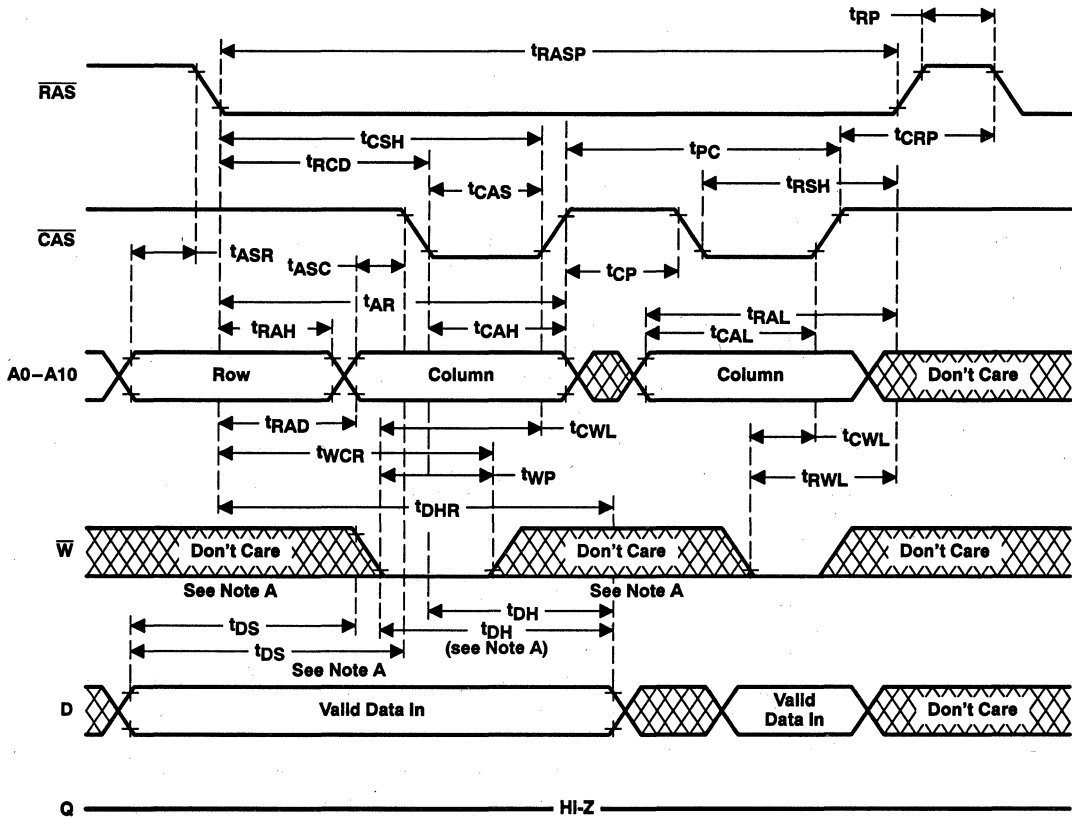 tRP
tRASP
RAS
tCSH
tCRP
tRCD
tPC
tCAS
tRSH
CAS
tASR
tASC
tCP
tAR
tRAL
tRAH
tCAH
tCAL
A0–A10
Row
Column
Column
Don't Care
tRAD
tCWL
tCWL
tWCR
tWP
tRWL
tDHR
W
Don't Care
Don't Care
Don't Care
See Note A
See Note A
tDH
tDS
tDH
(see Note A)
tDS
See Note A
D
Valid Data In
Valid
Data In
Don't Care
Q
Hi-Z